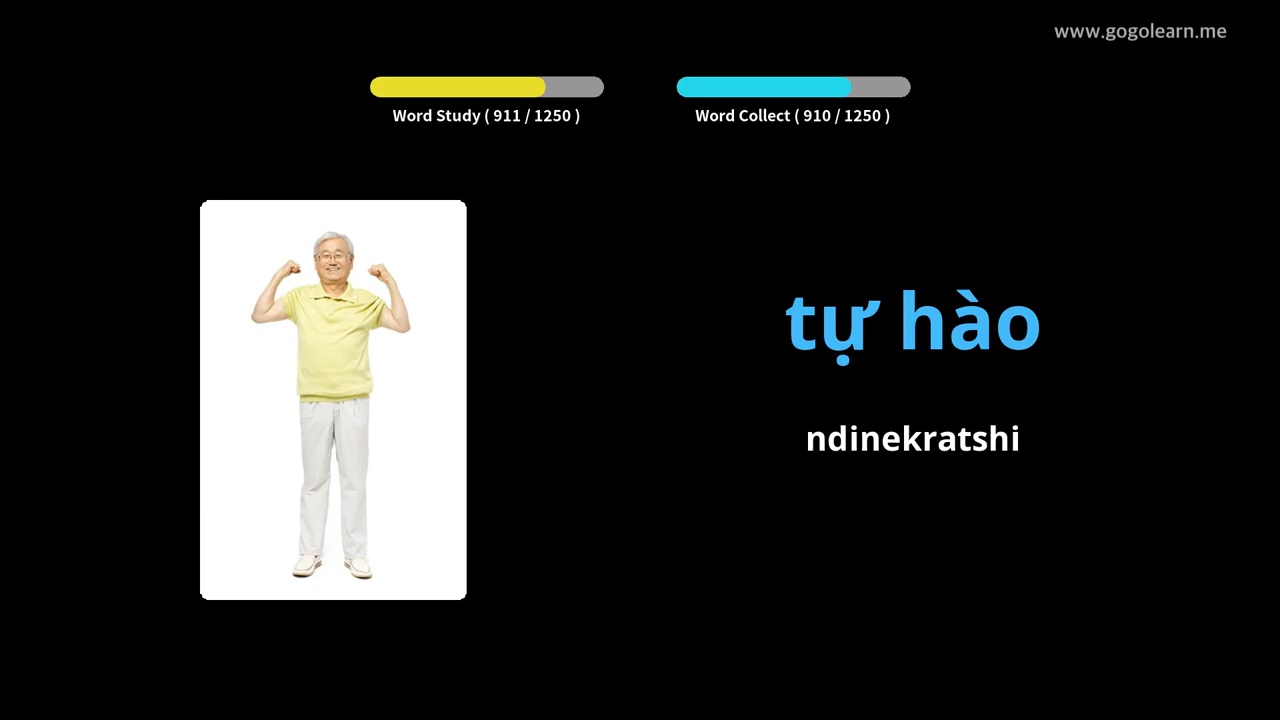 www.gogolearn.me
Word Study ( 911 / 1250 )
Word Collect ( 910 / 1250 )
tự hào
ndinekratshi